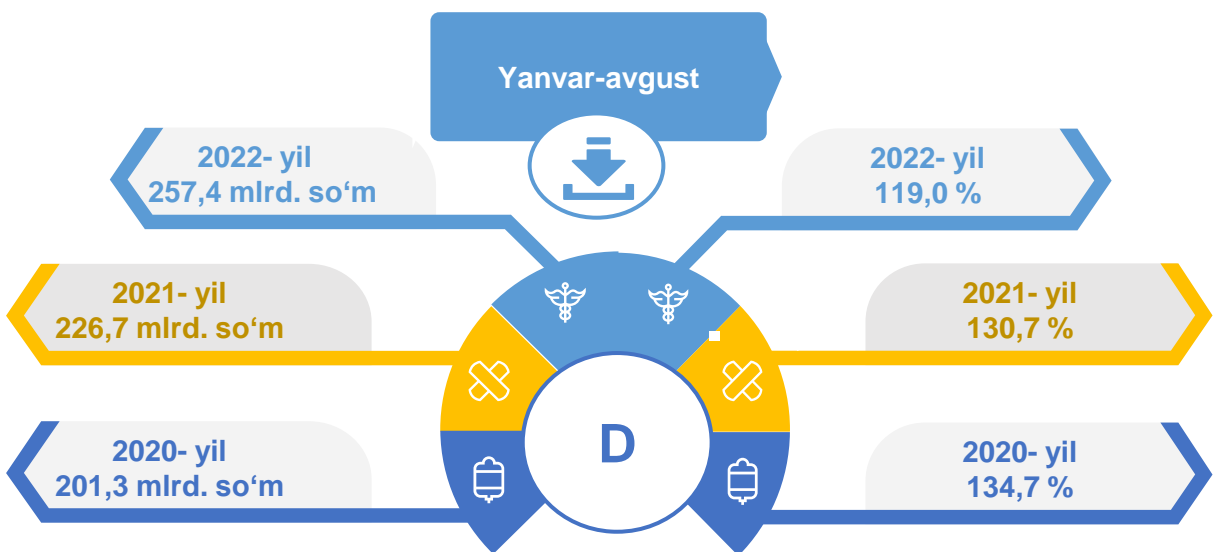 Yanvar-avgust
2022- yil
257,4 mlrd. so‘m
2022- yil
119,0 %
2021- yil
226,7 mlrd. so‘m
2021- yil
130,7 %
D
2020- yil
201,3 mlrd. so‘m
2020- yil
134,7 %